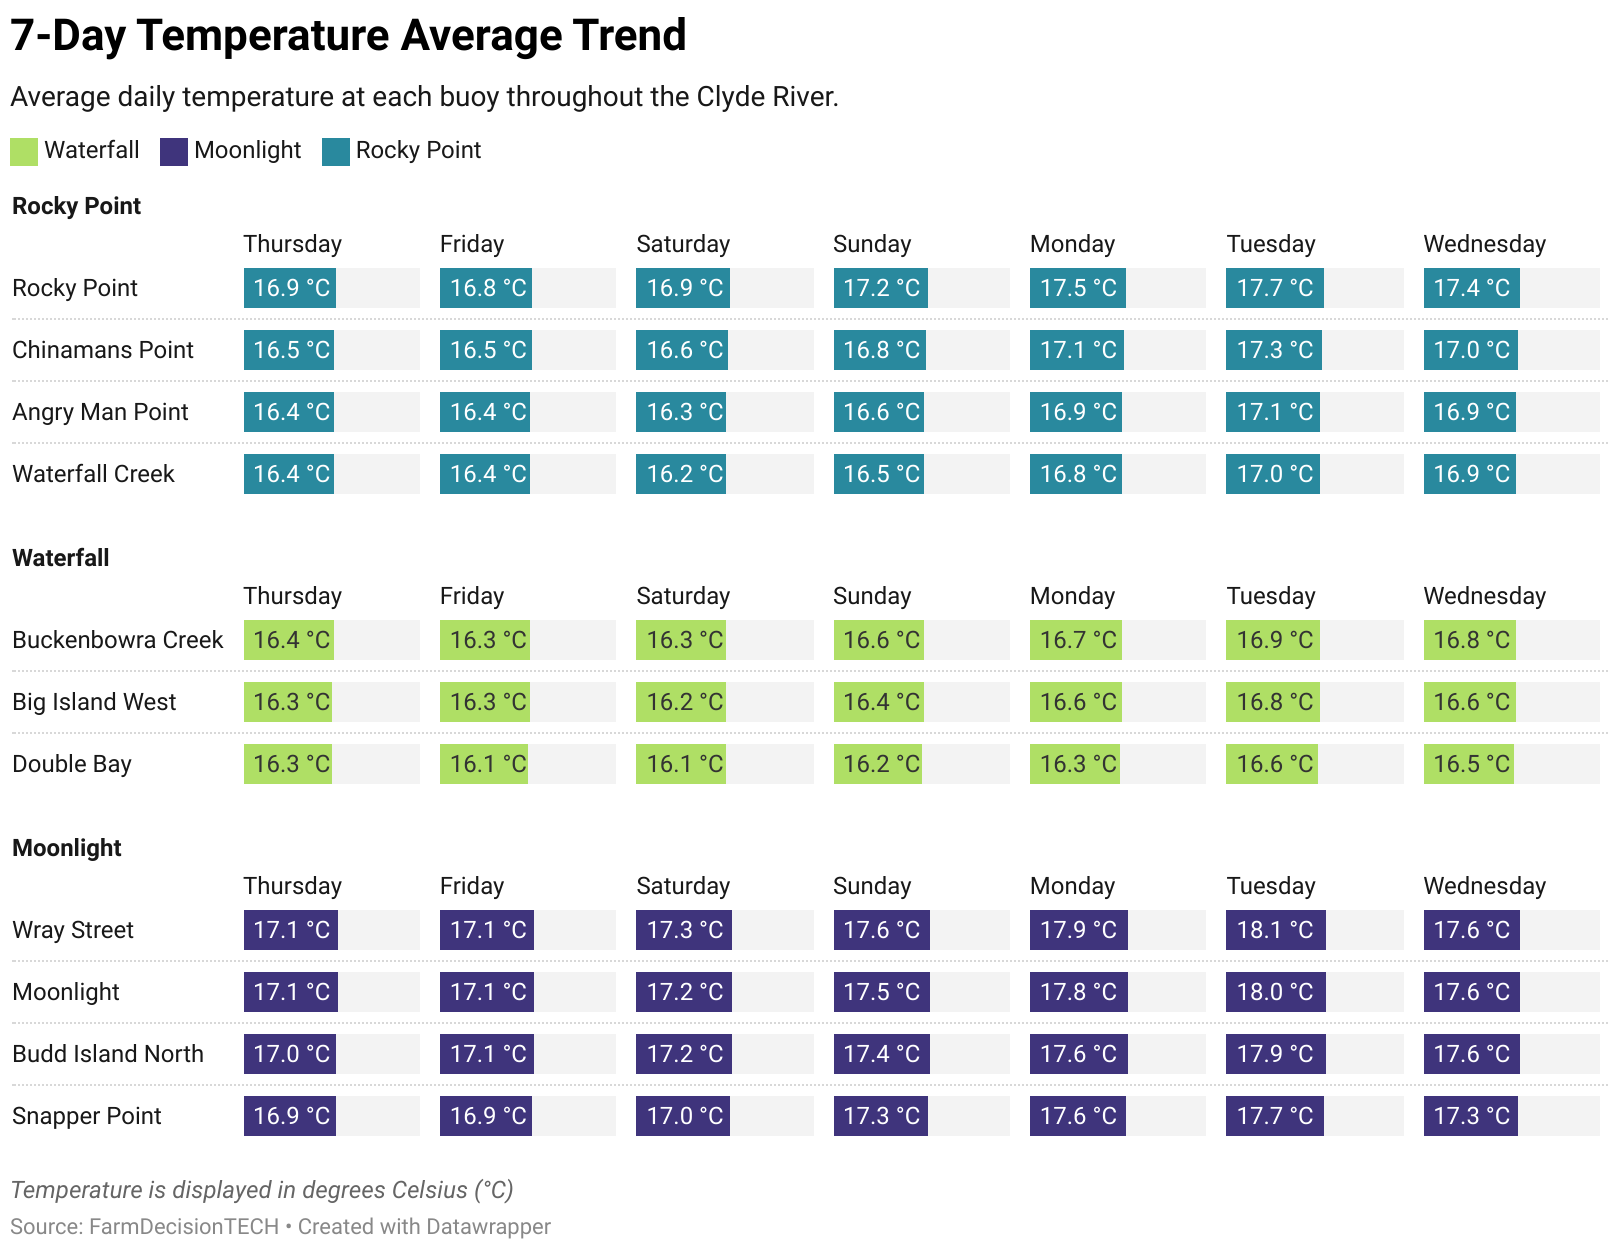 7-Day Temperature Average Trend
Average daily temperature at each buoy throughout the Clyde River.
Waterfall Moonlight Rocky Point
Rocky Point
Thursday Friday Saturday Sunday Monday Tuesday Wednesday
Rocky Point 16.9 °C 16.8 °C 16.9 °C 17.2 °C 17.5 °C 17.7 °C 17.4 °C
Chinamans Point 16.5 °C 16.5 °C 16.6 °C 16.8 °C 17.1 °C 17.3 °C 17.0 °C
Angry Man Point 16.4 °C 16.4 °C 16.3 °C 16.6 °C 16.9 °C 17.1 °C 16.9 °C
Waterfall Creek 16.4 °C 16.4 °C 16.2 °C 16.5 °C 16.8 °C 17.0 °C 16.9 °C
Waterfall
Thursday Friday Saturday Sunday Monday Tuesday Wednesday
Buckenbowra Creek 16.4 °C 16.3 °C 16.3 °C 16.6 °C 16.7 °C 16.9 °C 16.8 °C
Big Island West 16.3 °C 16.3 °C 16.2 °C 16.4 °C 16.6 °C 16.8 °C 16.6 °C
Double Bay 16.3 °C 16.1 °C 16.1 °C 16.2 °C 16.3 °C 16.6 °C 16.5 °C
Moonlight
Thursday Friday Saturday Sunday Monday Tuesday Wednesday
Wray Street 17.1 °C 17.1 °C 17.3 °C 17.6 °C 17.9 °C 18.1 °C 17.6 °C
Moonlight 17.1 °C 17.1 °C 17.2 °C 17.5 °C 17.8 °C 18.0 °C 17.6 °C
Budd Island North 17.0 °C 17.1 °C 17.2 °C 17.4 °C 17.6 °C 17.9 °C 17.6 °C
Snapper Point 16.9 °C 16.9 °C 17.0 °C 17.3 °C 17.6 °C 17.7 °C 17.3 °C
Temperature is displayed in degrees Celsius (°C)
Source: FarmDecisionTECH • Created with Datawrapper